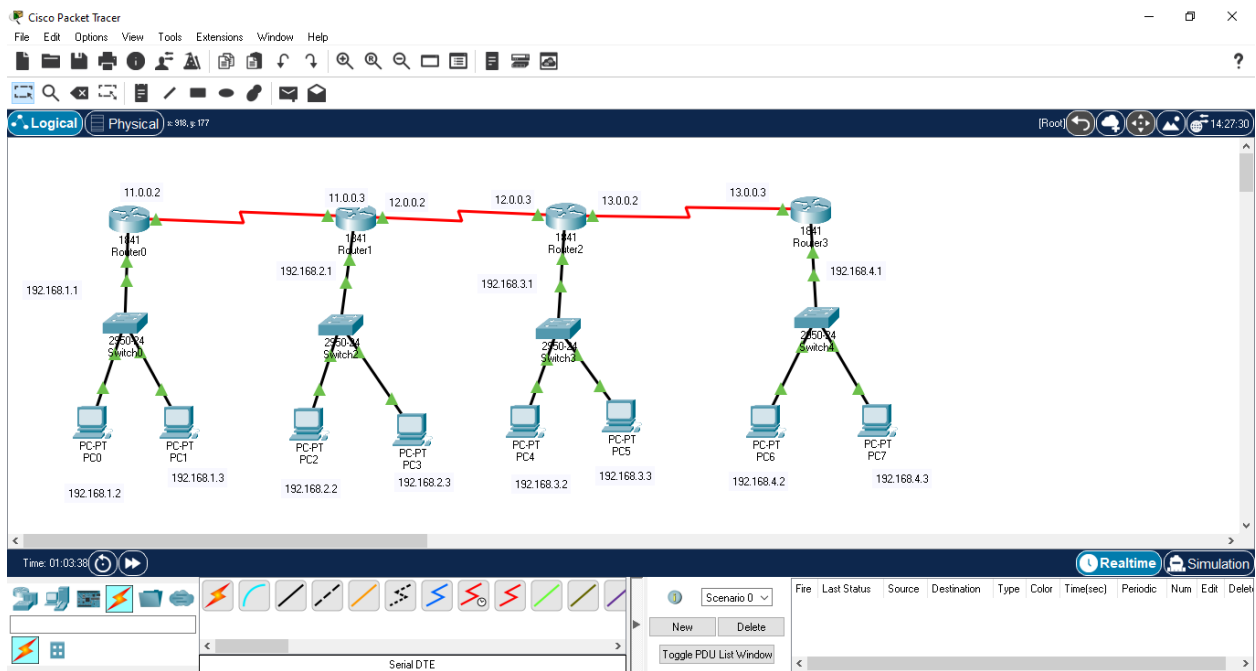 Cisco Packet Tracer
File Edit Options View Tools Extensions Window Help
?
Logical Physical x: 918, y: 177 [Root] 14:27:30
11.0.0.2 11.0.0.3 12.0.0.2 12.0.0.3 13.0.0.2 13.0.0.3
1841
Router0
1841
Router1
1841
Router2
1841
Router3
192.168.1.1
192.168.2.1
192.168.3.1
192.168.4.1
2950-24
Switch0
2950-24
Switch2
2950-24
Switch3
2950-24
Switch4
PC-PT
PC0
PC-PT
PC1
PC-PT
PC2
PC-PT
PC3
PC-PT
PC4
PC-PT
PC5
PC-PT
PC6
PC-PT
PC7
192.168.1.2
192.168.1.3
192.168.2.2
192.168.2.3
192.168.3.2
192.168.3.3
192.168.4.2
192.168.4.3
Time: 01:03:38 Realtime Simulation
Scenario 0
New Delete
Toggle PDU List Window
Fire Last Status Source Destination Type Color Time(sec) Periodic Num Edit Delet
Serial DTE